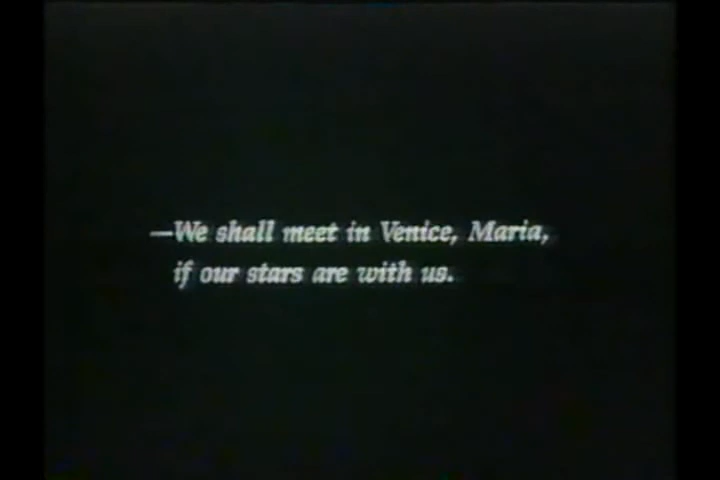 —We shall meet in Venice, Maria,
if our stars are with us.